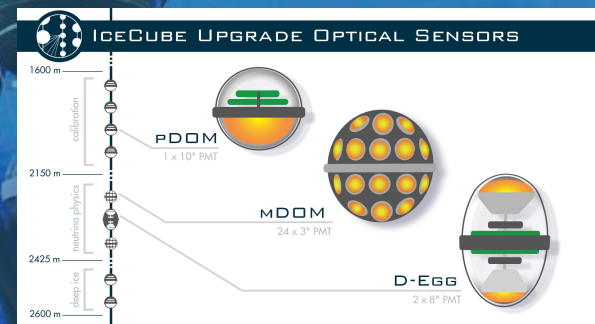 IceCube Upgrade Optical Sensors
1600 m
calibration
pDOM
1 x 10" PMT
2150 m
neutrino physics
mDOM
24 x 3" PMT
2425 m
deep ice
D-Egg
2 x 8" PMT
2600 m